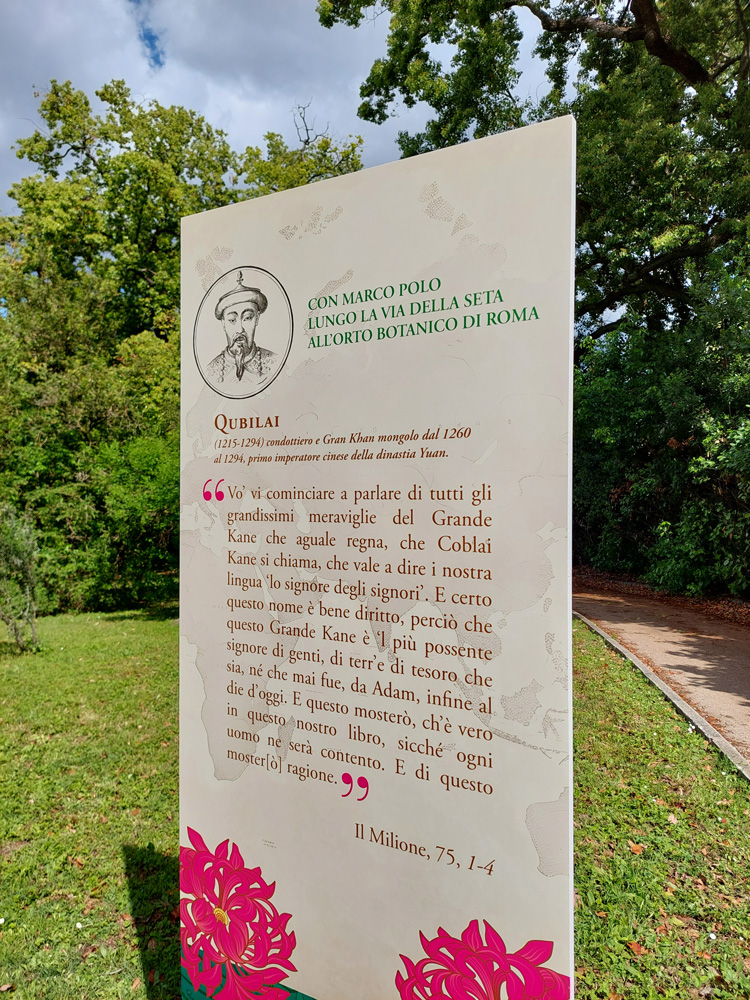 CON MARCO POLO
LUNGO LA VIA DELLA SETA
ALL'ORTO BOTANICO DI ROMA
QUBILAI
(1215-1294) condottiero e Gran Khan mongolo dal 1260
al 1294, primo imperatore cinese della dinastia Yuan.
“Vo' vi cominciare a parlare di tutti gli
grandissimi meraviglie del Grande
Kane che aguale regna, che Coblai
Kane si chiama, che vale a dire i nostra
lingua 'lo signore degli signori'. E certo
questo nome è bene diritto, perciò che
questo Grande Kane è 'l più possente
signore di genti, di terr'e di tesoro che
sia, né che mai fue, da Adam, infine al
die d'oggi. E questo mosterò, ch'è vero
in questo nostro libro, sicché ogni
uomo ne serà contento. E di questo
moster[ò] ragione.”
Il Milione, 75, 1-4